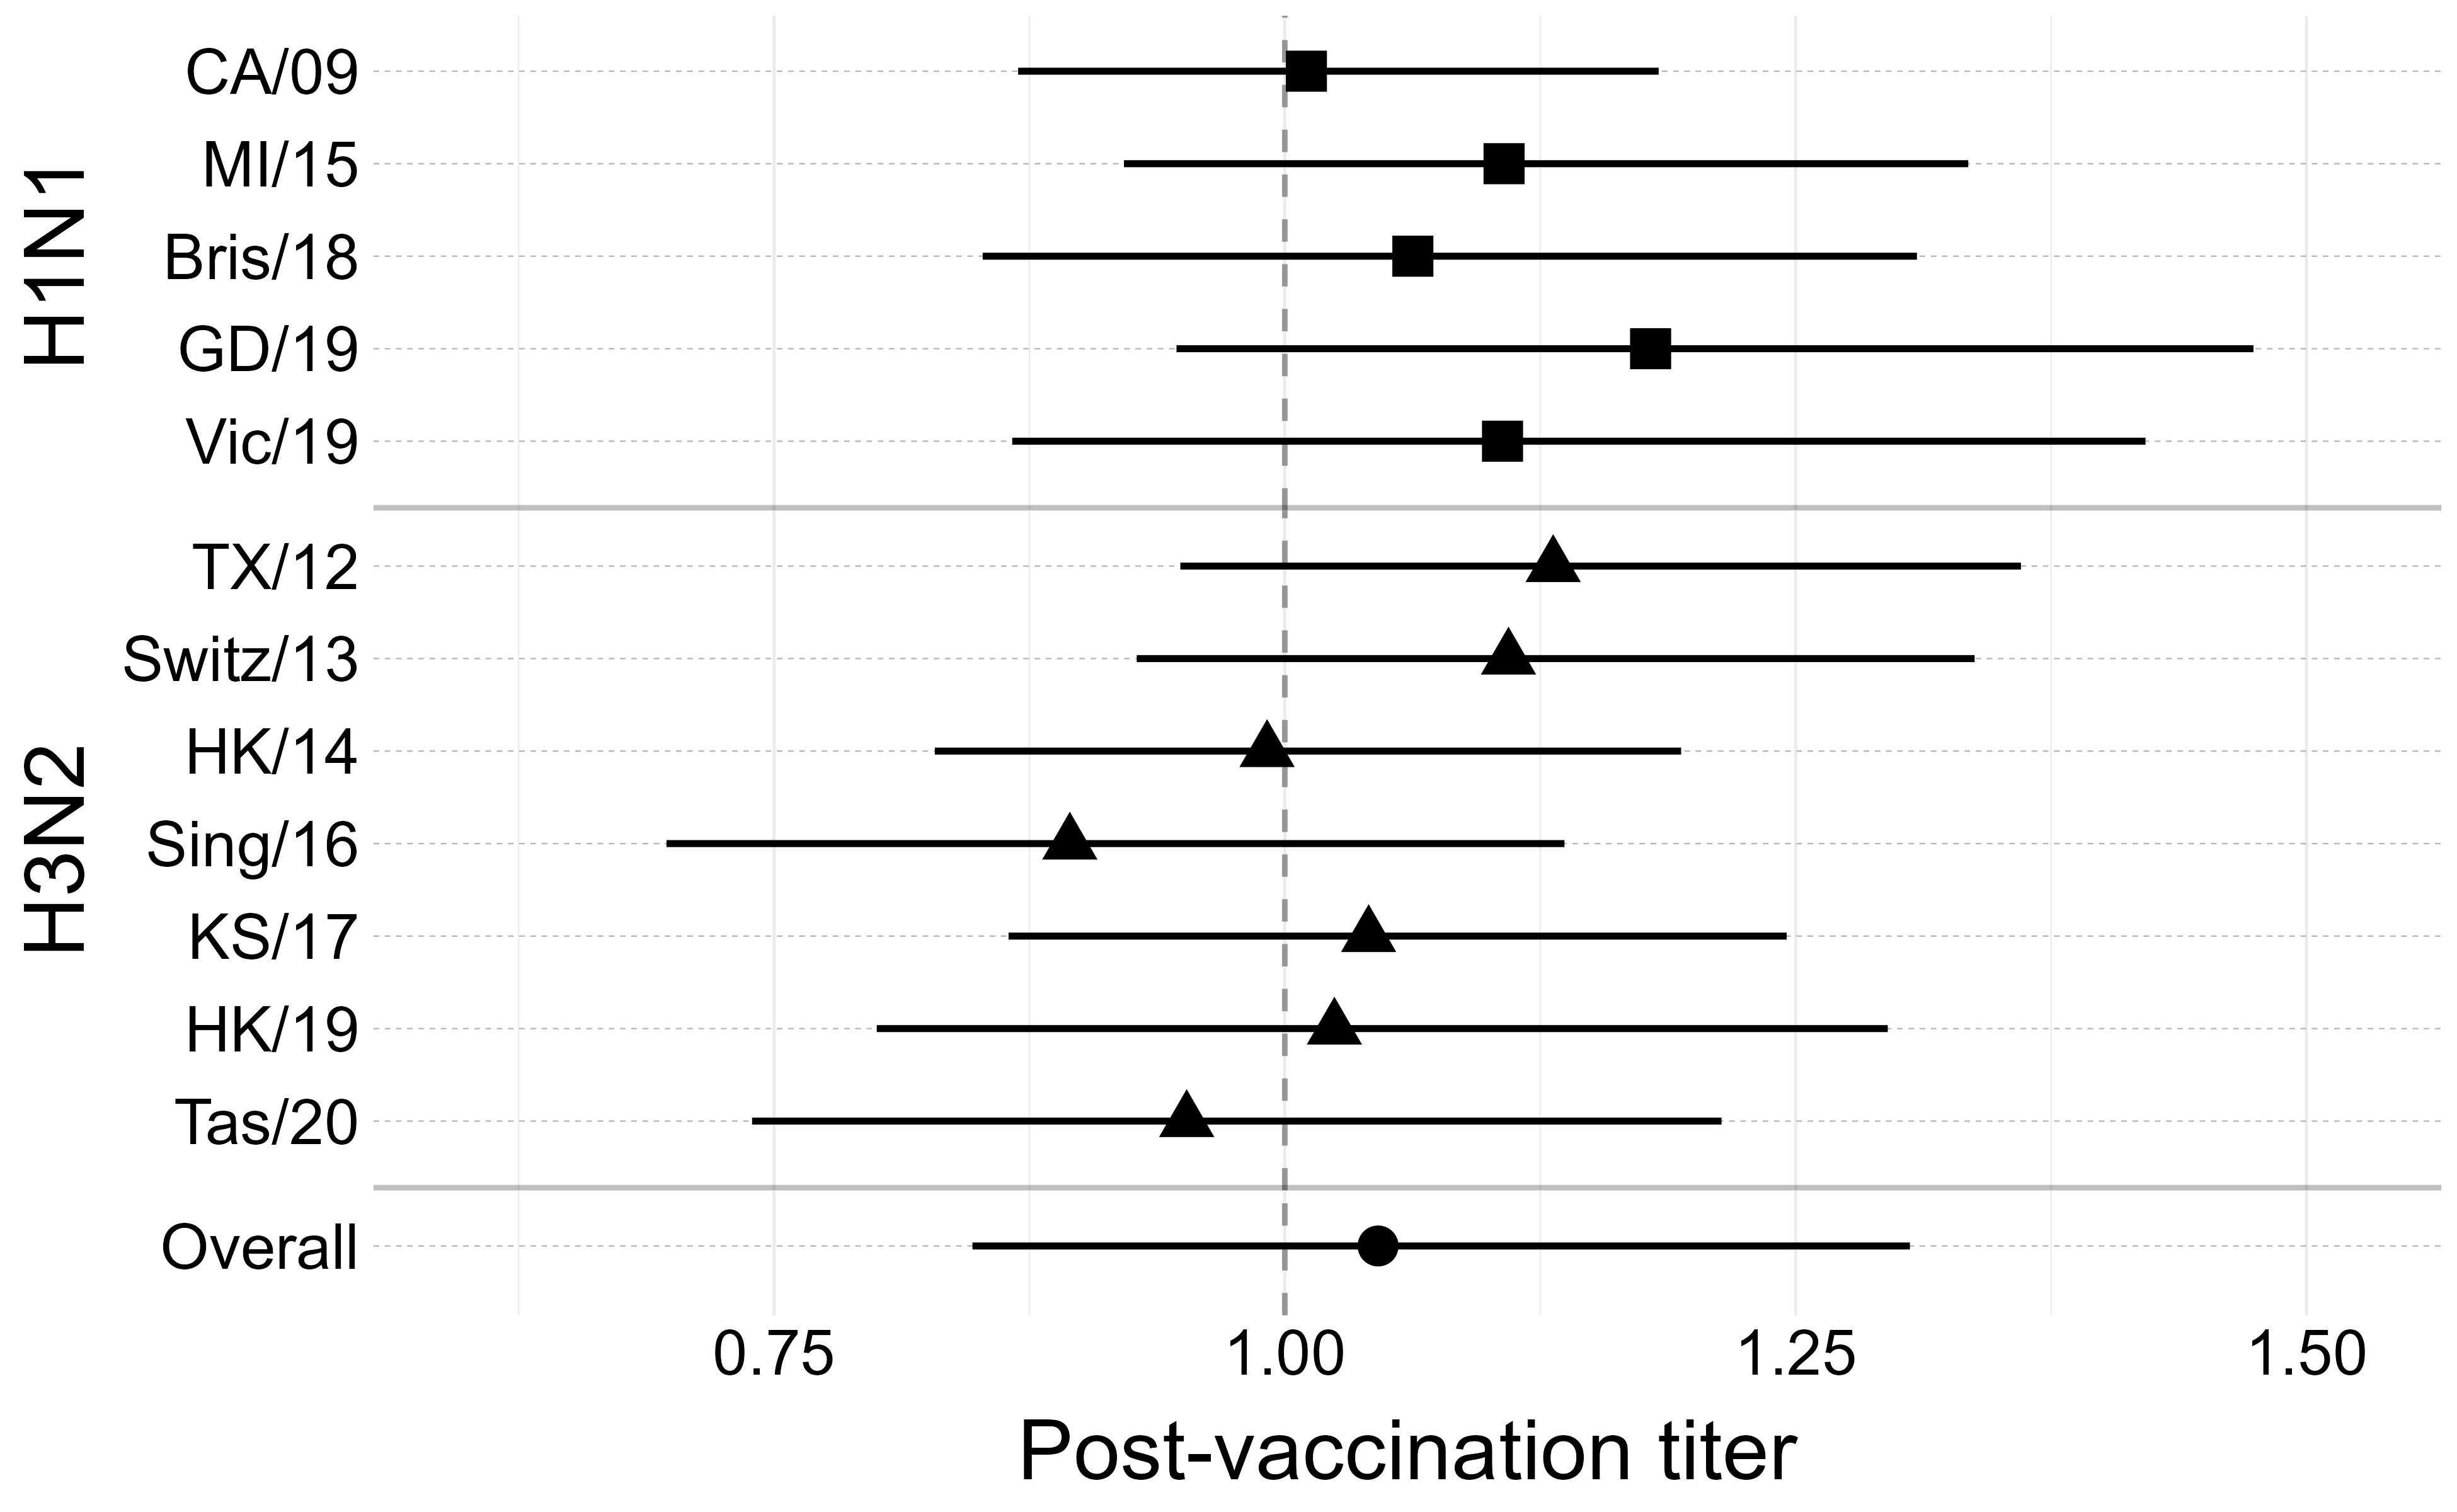 H1N1
CA/09
MI/15
Bris/18
GD/19
Vic/19
H3N2
TX/12
Switz/13
HK/14
Sing/16
KS/17
HK/19
Tas/20
Overall
0.75 1.00 1.25 1.50
Post-vaccination titer